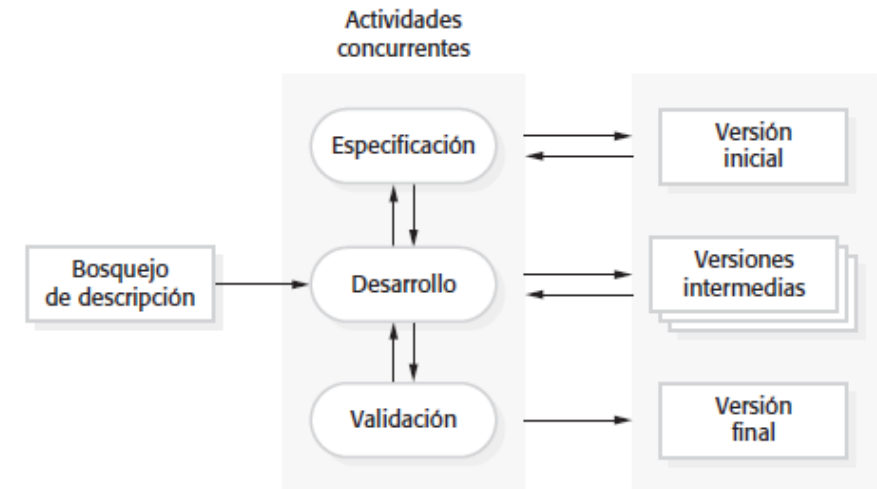 Actividades
concurrentes
Especificación
Versión
inicial
Bosquejo
de descripción
Desarrollo
Versiones
intermedias
Validación
Versión
final